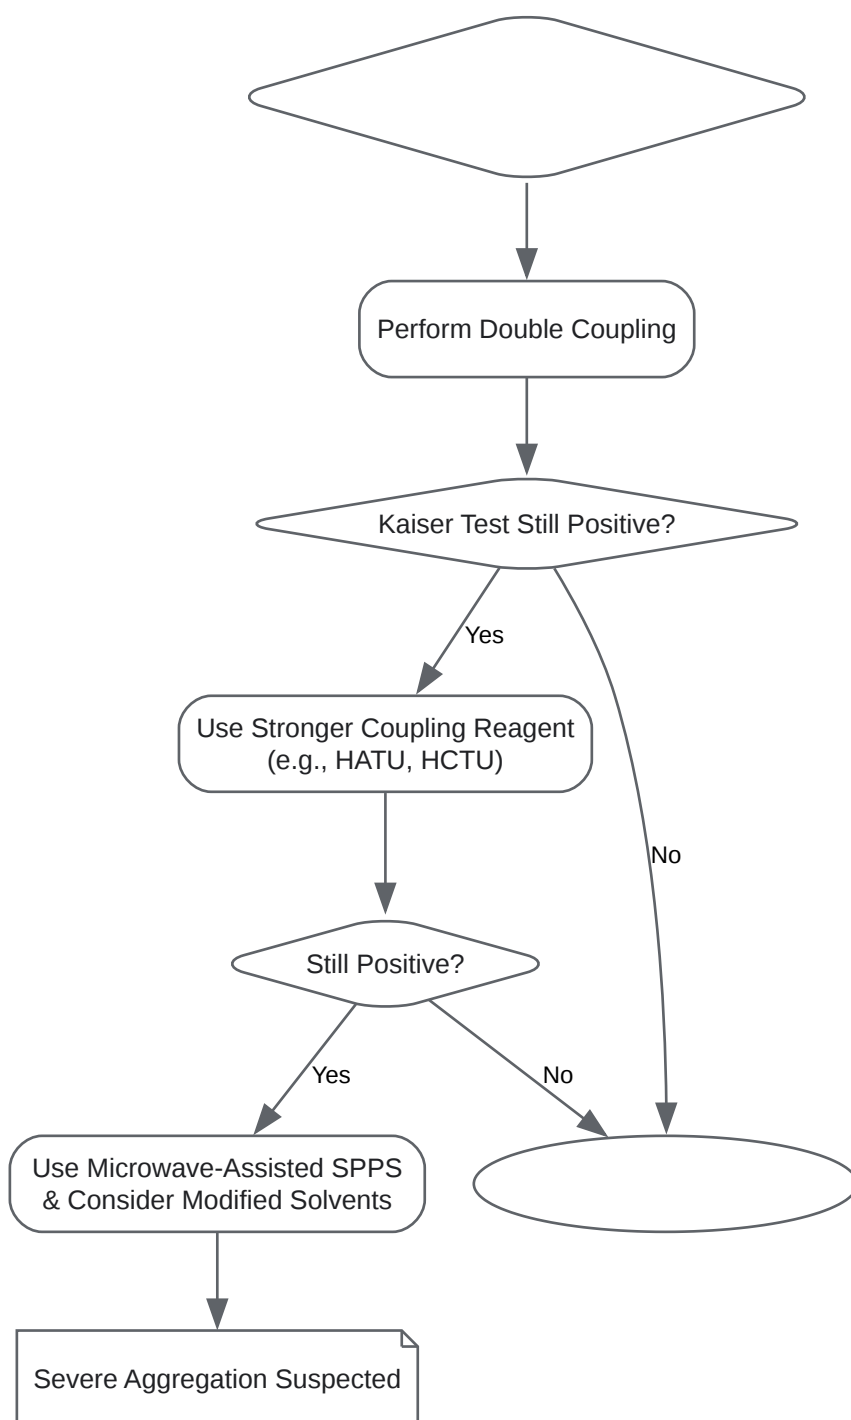 Perform Double Coupling
Kaiser Test Still Positive?
Yes
Use Stronger Coupling Reagent
(e.g., HATU, HCTU)
No
Still Positive?
Yes
No
Use Microwave-Assisted SPPS
& Consider Modified Solvents
Severe Aggregation Suspected